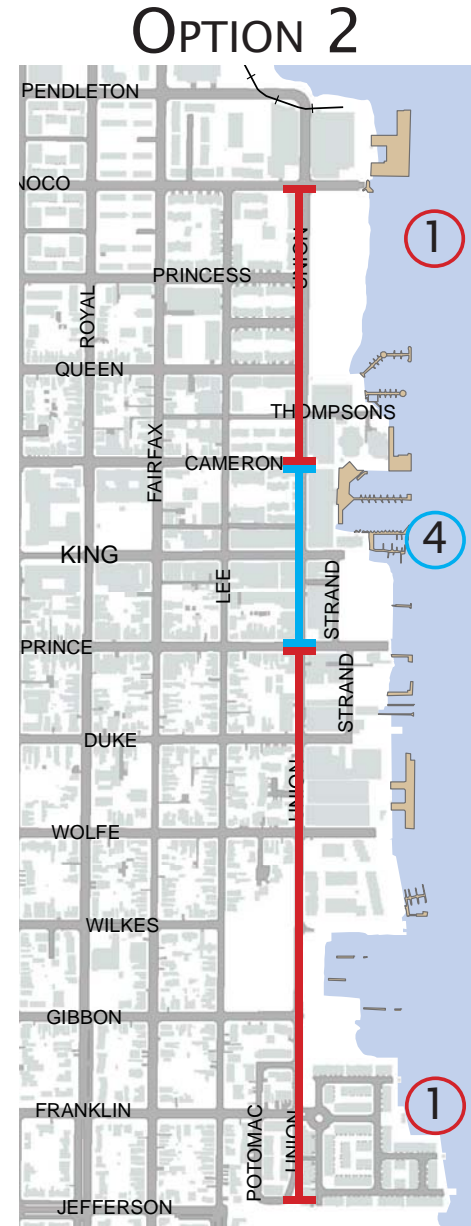 OPTION 2
PENDLETON
NOCO
1
UNION
PRINCESS
ROYAL
QUEEN
THOMPSONS
FAIRFAX
CAMERON
4
KING
LEE
STRAND
PRINCE
STRAND
DUKE
UNION
WOLFE
WILKES
GIBBON
1
FRANKLIN
POTOMAC
UNION
JEFFERSON